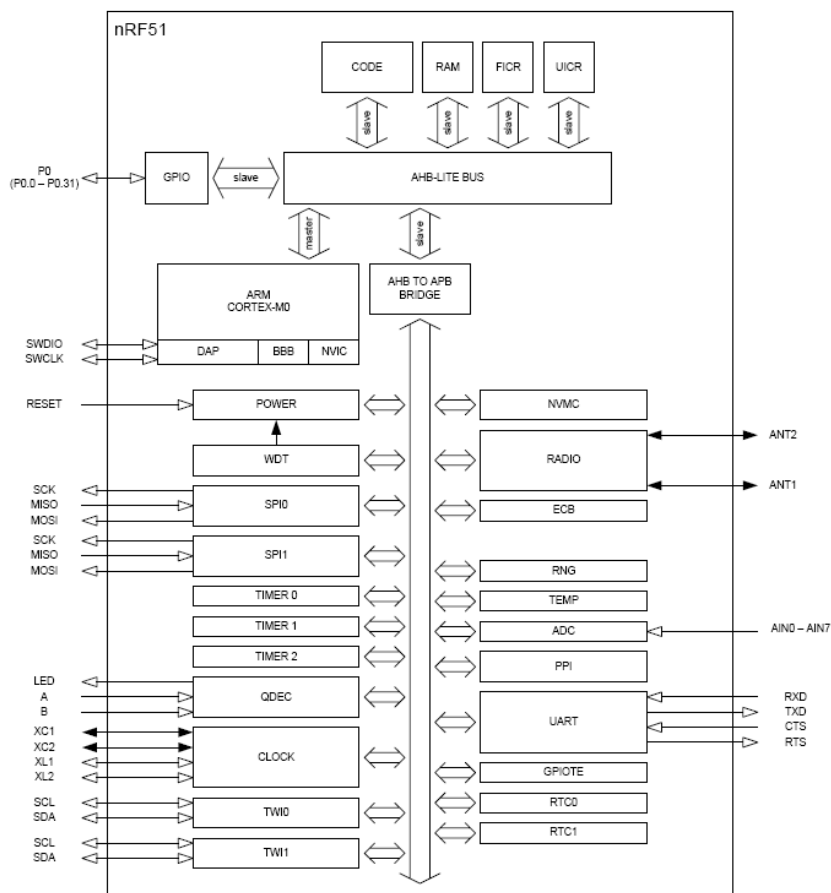 nRF51
CODE
RAM
FICR
UICR
slave
slave
slave
slave
P0
(P0.0 – P0.31)
GPIO
slave
AHB-LITE BUS
master
slave
ARM
CORTEX-M0
AHB TO APB
BRIDGE
SWDIO
SWCLK
DAP
BBB
NVIC
RESET
POWER
NVMC
WDT
RADIO
ANT2
ANT1
SCK
MISO
MOSI
SPI0
ECB
SCK
MISO
MOSI
SPI1
RNG
TIMER 0
TEMP
TIMER 1
ADC
AIN0 – AIN7
TIMER 2
PPI
LED
A
B
QDEC
UART
RXD
TXD
CTS
RTS
XC1
XC2
XL1
XL2
CLOCK
GPIOTE
SCL
SDA
TWI0
RTC0
RTC1
SCL
SDA
TWI1